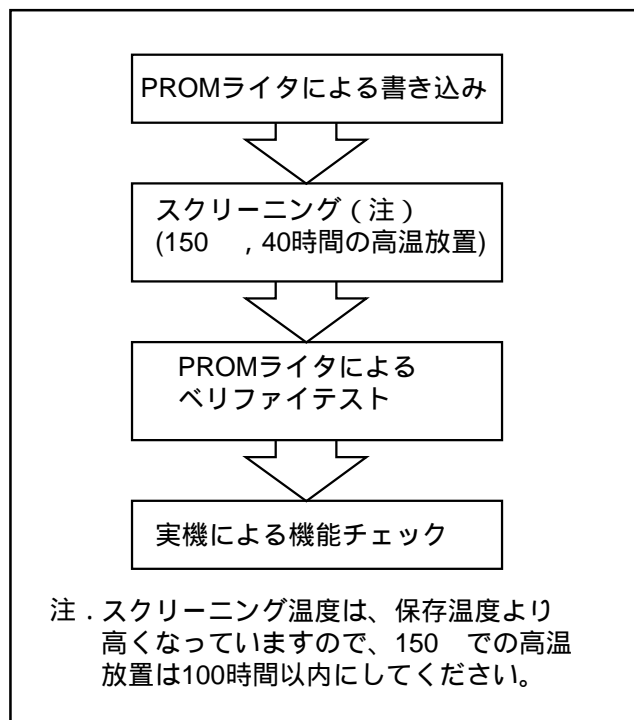 PROMライタによる書き込み
スクリーニング（注）
(150　, 40時間の高温放置)
PROMライタによる
ベリファイテスト
実機による機能チェック
注．スクリーニング温度は、保存温度より
高くなっていますので、150　での高温
放置は100時間以内にしてください。